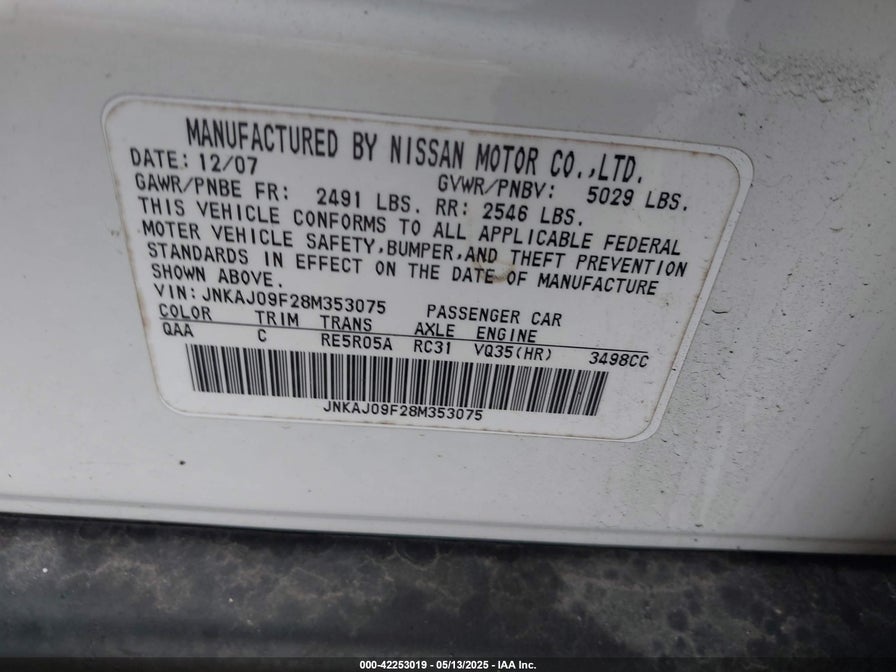 MANUFACTURED BY NISSAN MOTOR CO.,LTD.
DATE: 12/07 GVWR/PNBV: 5029 LBS.
GAWR/PNBE FR: 2491 LBS. RR: 2546 LBS.
THIS VEHICLE CONFORMS TO ALL APPLICABLE FEDERAL
MOTOR VEHICLE SAFETY,BUMPER,AND THEFT PREVENTION
STANDARDS IN EFFECT ON THE DATE OF MANUFACTURE
SHOWN ABOVE.
VIN:JNKAJ09F28M353075 PASSENGER CAR
COLOR TRIM TRANS AXLE ENGINE
QAA C RE5R05A RC31 VQ35(HR) 3498CC
JNKAJ09F28M353075
000-42253019 - 05/13/2025 - IAA Inc.